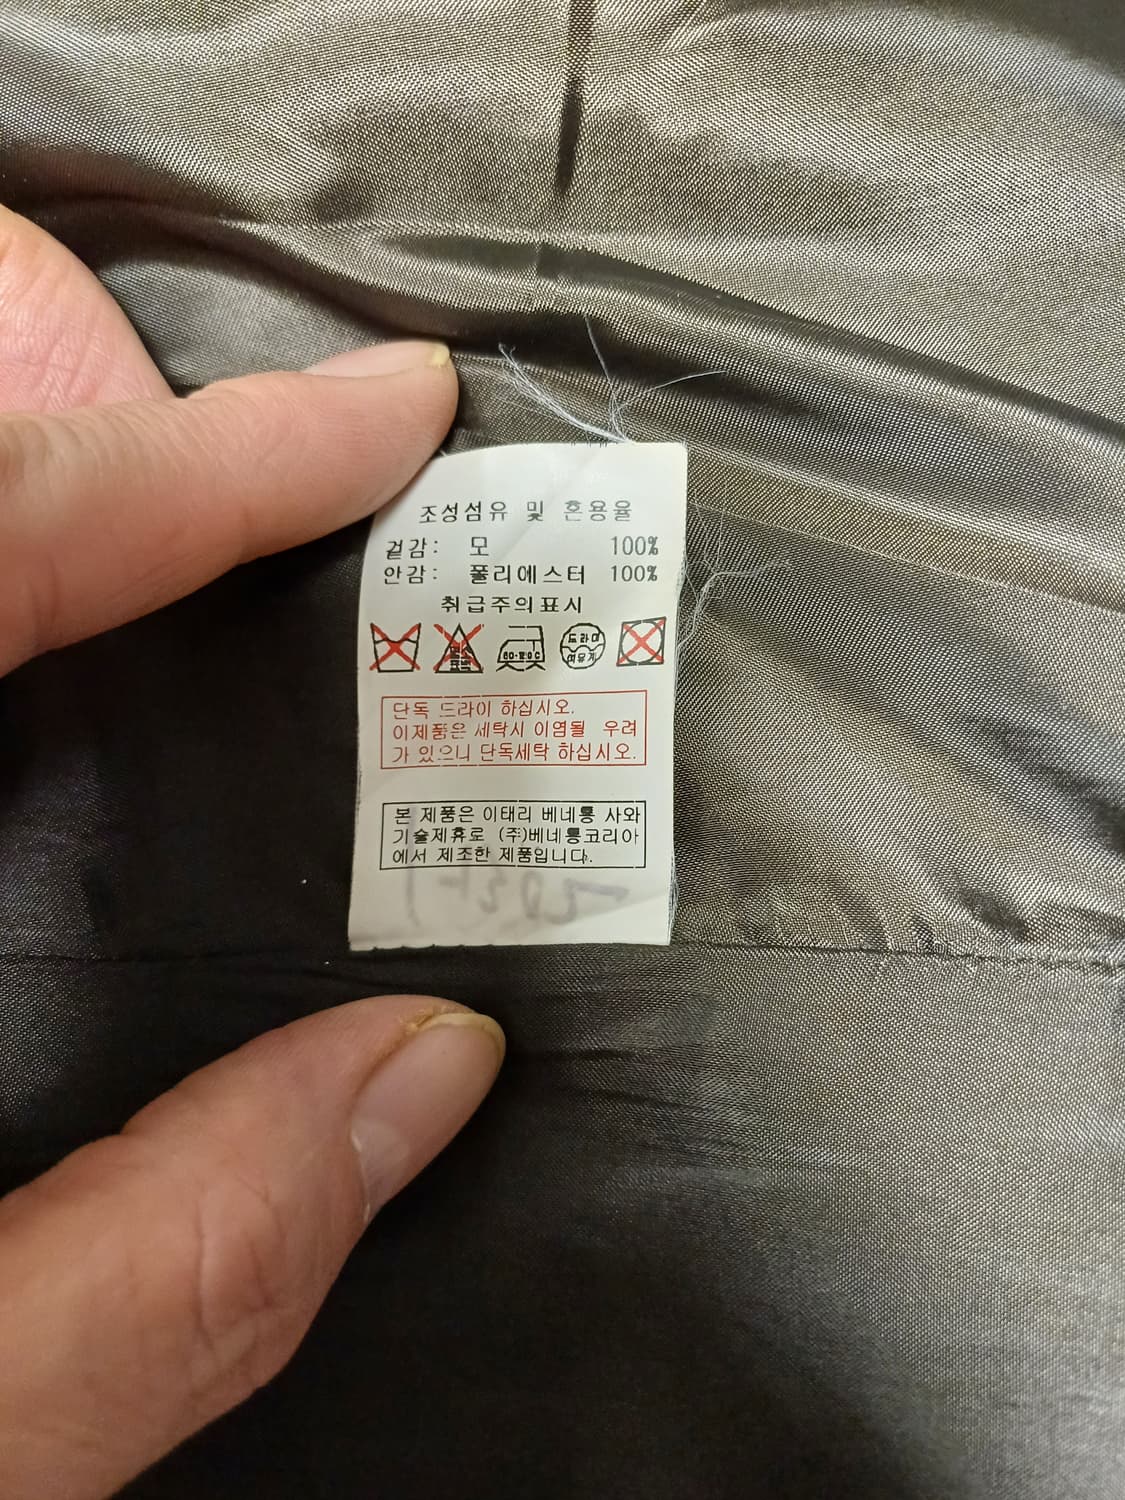 조성섬유 및 혼용율
겉감: 모 100%
안감: 폴리에스터 100%
취급주의표시
드라이
단독 드라이 하십시오.
이제품은 세탁시 이염될 우려
가 있으니 단독세탁 하십시오.
본 제품은 이태리 베네통 사와
기술제휴로 (주)베네통코리아
에서 제조한 제품입니다.